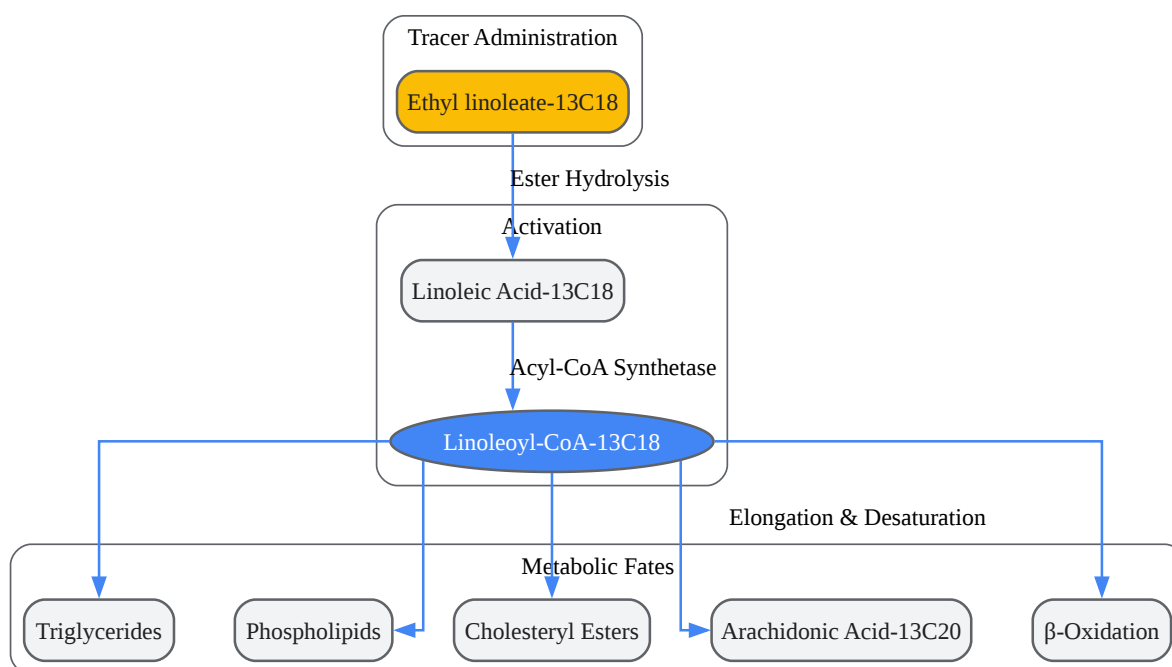 Tracer Administration
Ethyl linoleate-13C18
Ester Hydrolysis
Activation
Linoleic Acid-13C18
Acyl-CoA Synthetase
Linoleoyl-CoA-13C18
Elongation & Desaturation
Metabolic Fates
Triglycerides
Phospholipids
Cholesteryl Esters
Arachidonic Acid-13C20
β-Oxidation